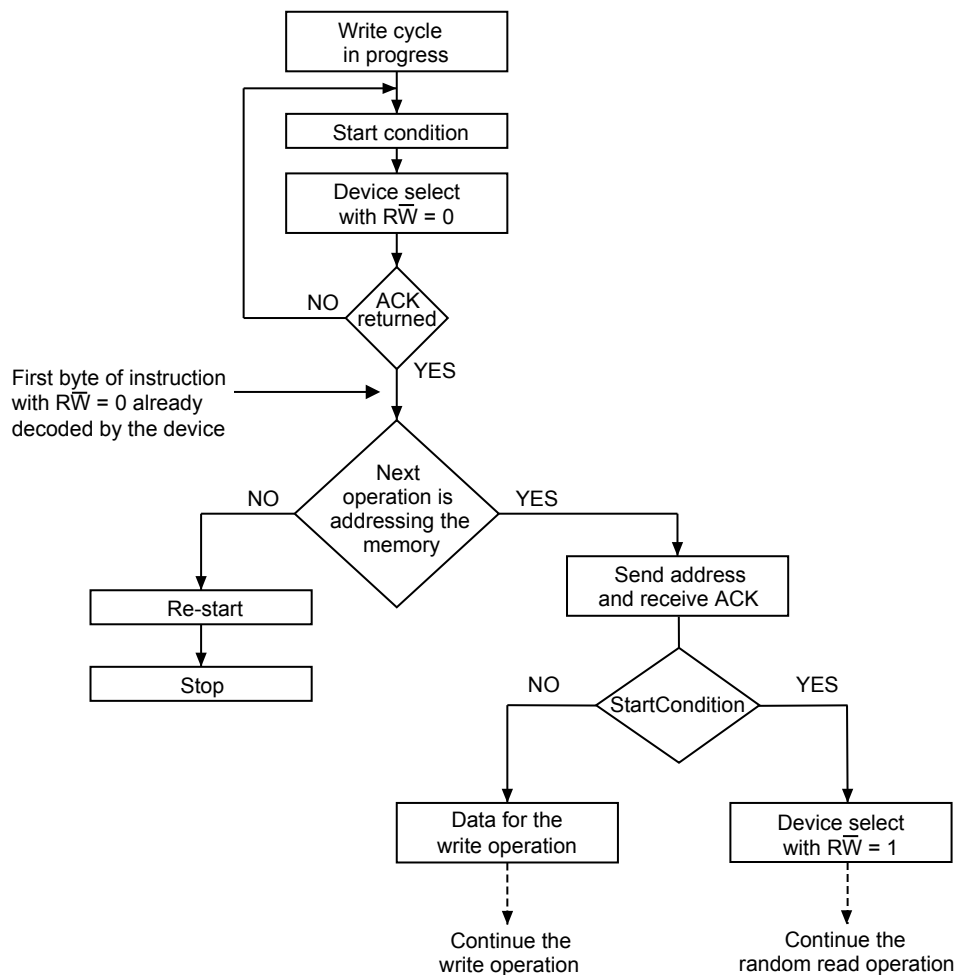 Write cycle
in progress
Start condition
Device select
with RW̅ = 0
NO
ACK
returned
YES
First byte of instruction
with RW̅ = 0 already
decoded by the device
NO
Next
operation is
addressing the
memory
YES
Send address
and receive ACK
Re-start
Stop
NO
StartCondition
YES
Data for the
write operation
Device select
with RW̅ = 1
Continue the
write operation
Continue the
random read operation